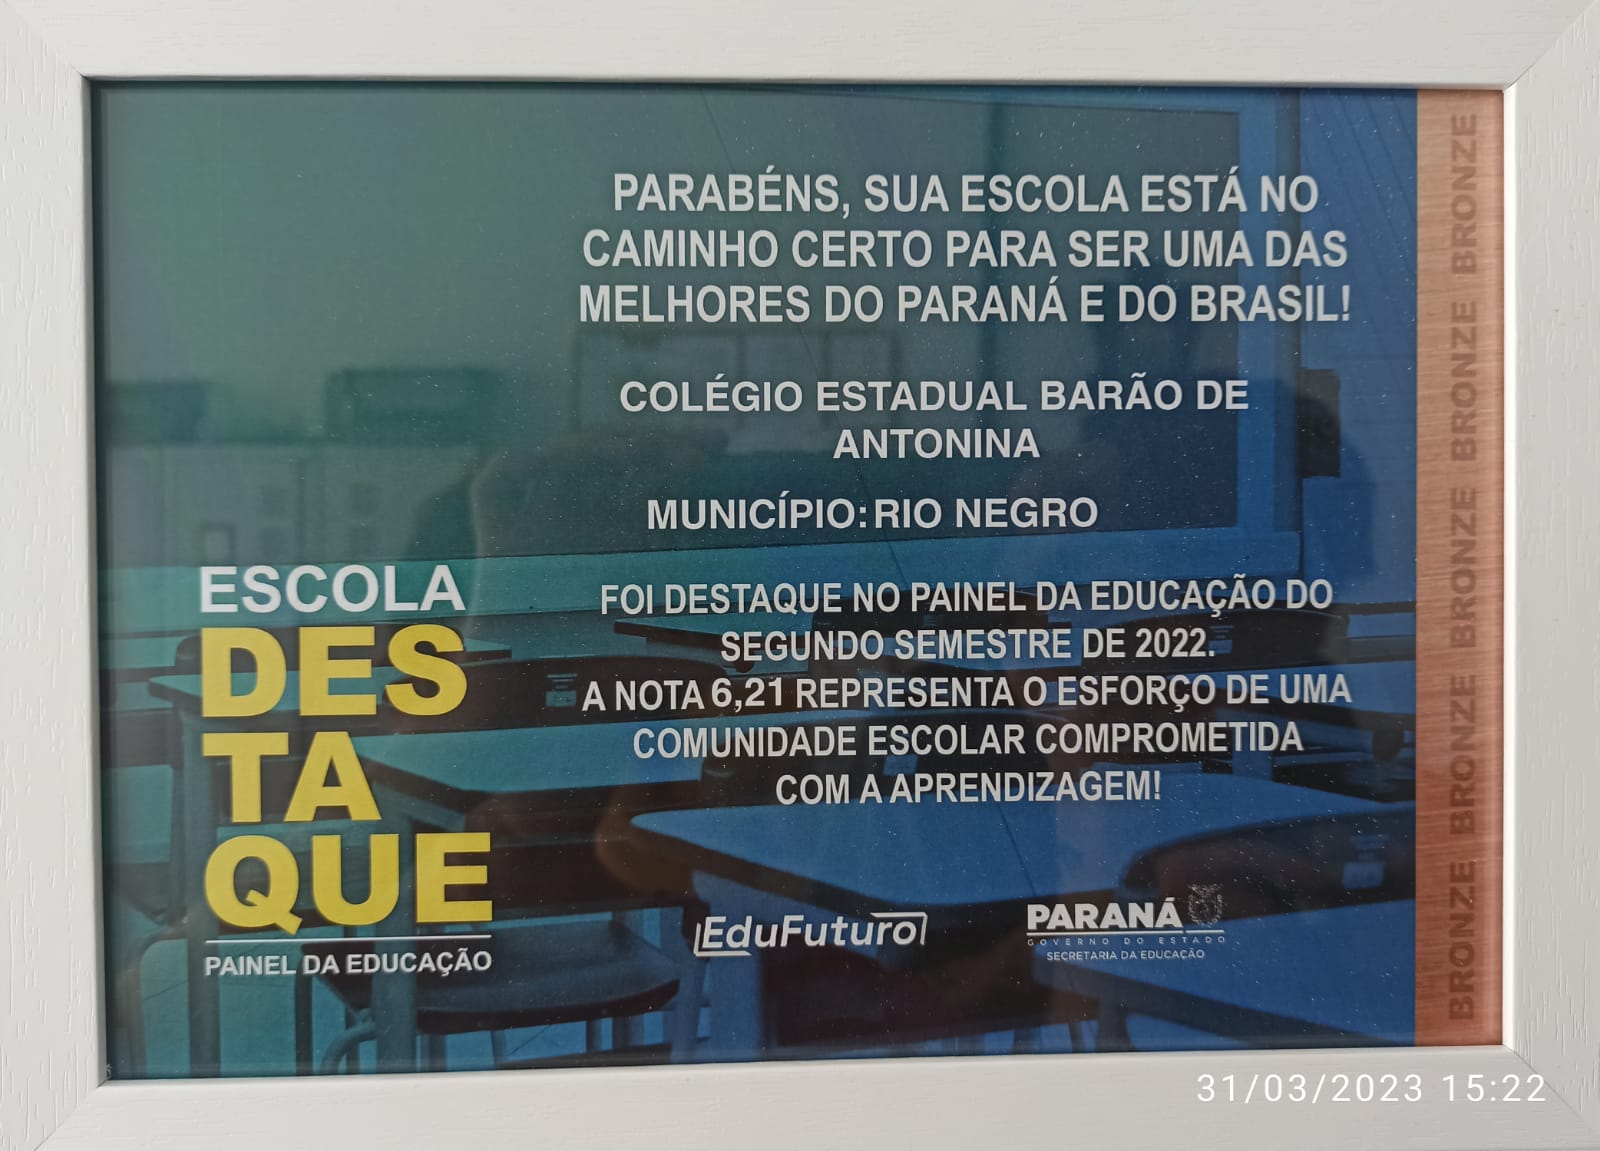 PARABÉNS, SUA ESCOLA ESTÁ NO
CAMINHO CERTO PARA SER UMA DAS
MELHORES DO PARANÁ E DO BRASIL!
COLÉGIO ESTADUAL BARÃO DE
ANTONINA
MUNICÍPIO: RIO NEGRO
FOI DESTAQUE NO PAINEL DA EDUCAÇÃO DO
SEGUNDO SEMESTRE DE 2022.
A NOTA 6,21 REPRESENTA O ESFORÇO DE UMA
COMUNIDADE ESCOLAR COMPROMETIDA
COM A APRENDIZAGEM!
ESCOLA
DES
TA
QUE
PAINEL DA EDUCAÇÃO
EduFuturo
PARANÁ
GOVERNO DO ESTADO
SECRETARIA DA EDUCAÇÃO
BRONZE BRONZE BRONZE BRONZE BRONZE
31/03/2023 15:22